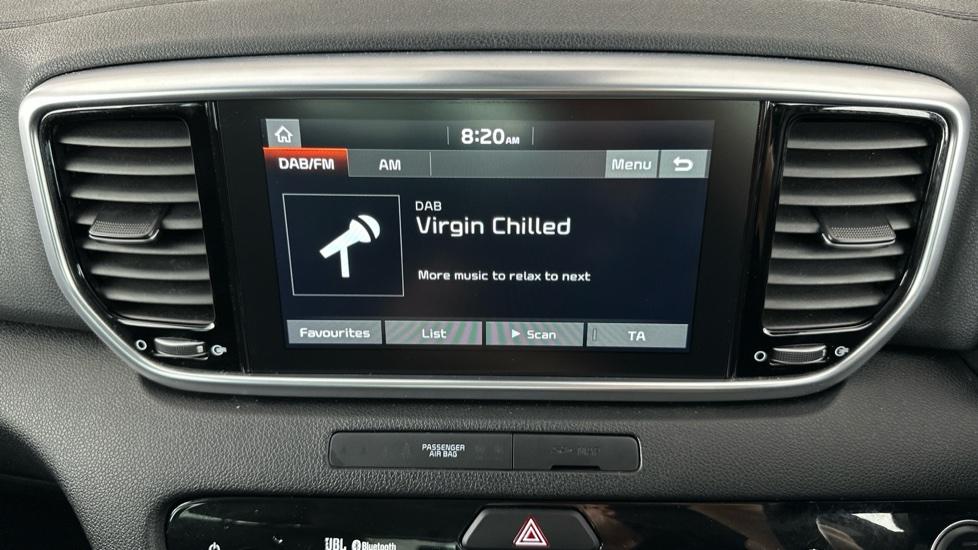 8:20AM
DAB/FM AM Menu
DAB
Virgin Chilled
More music to relax to next
Favourites List Scan TA
PASSENGER
AIR BAG
JBL Bluetooth